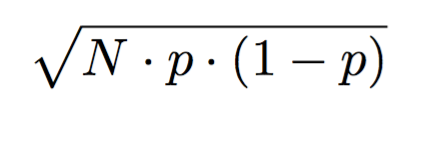 √(N · p · (1 − p))